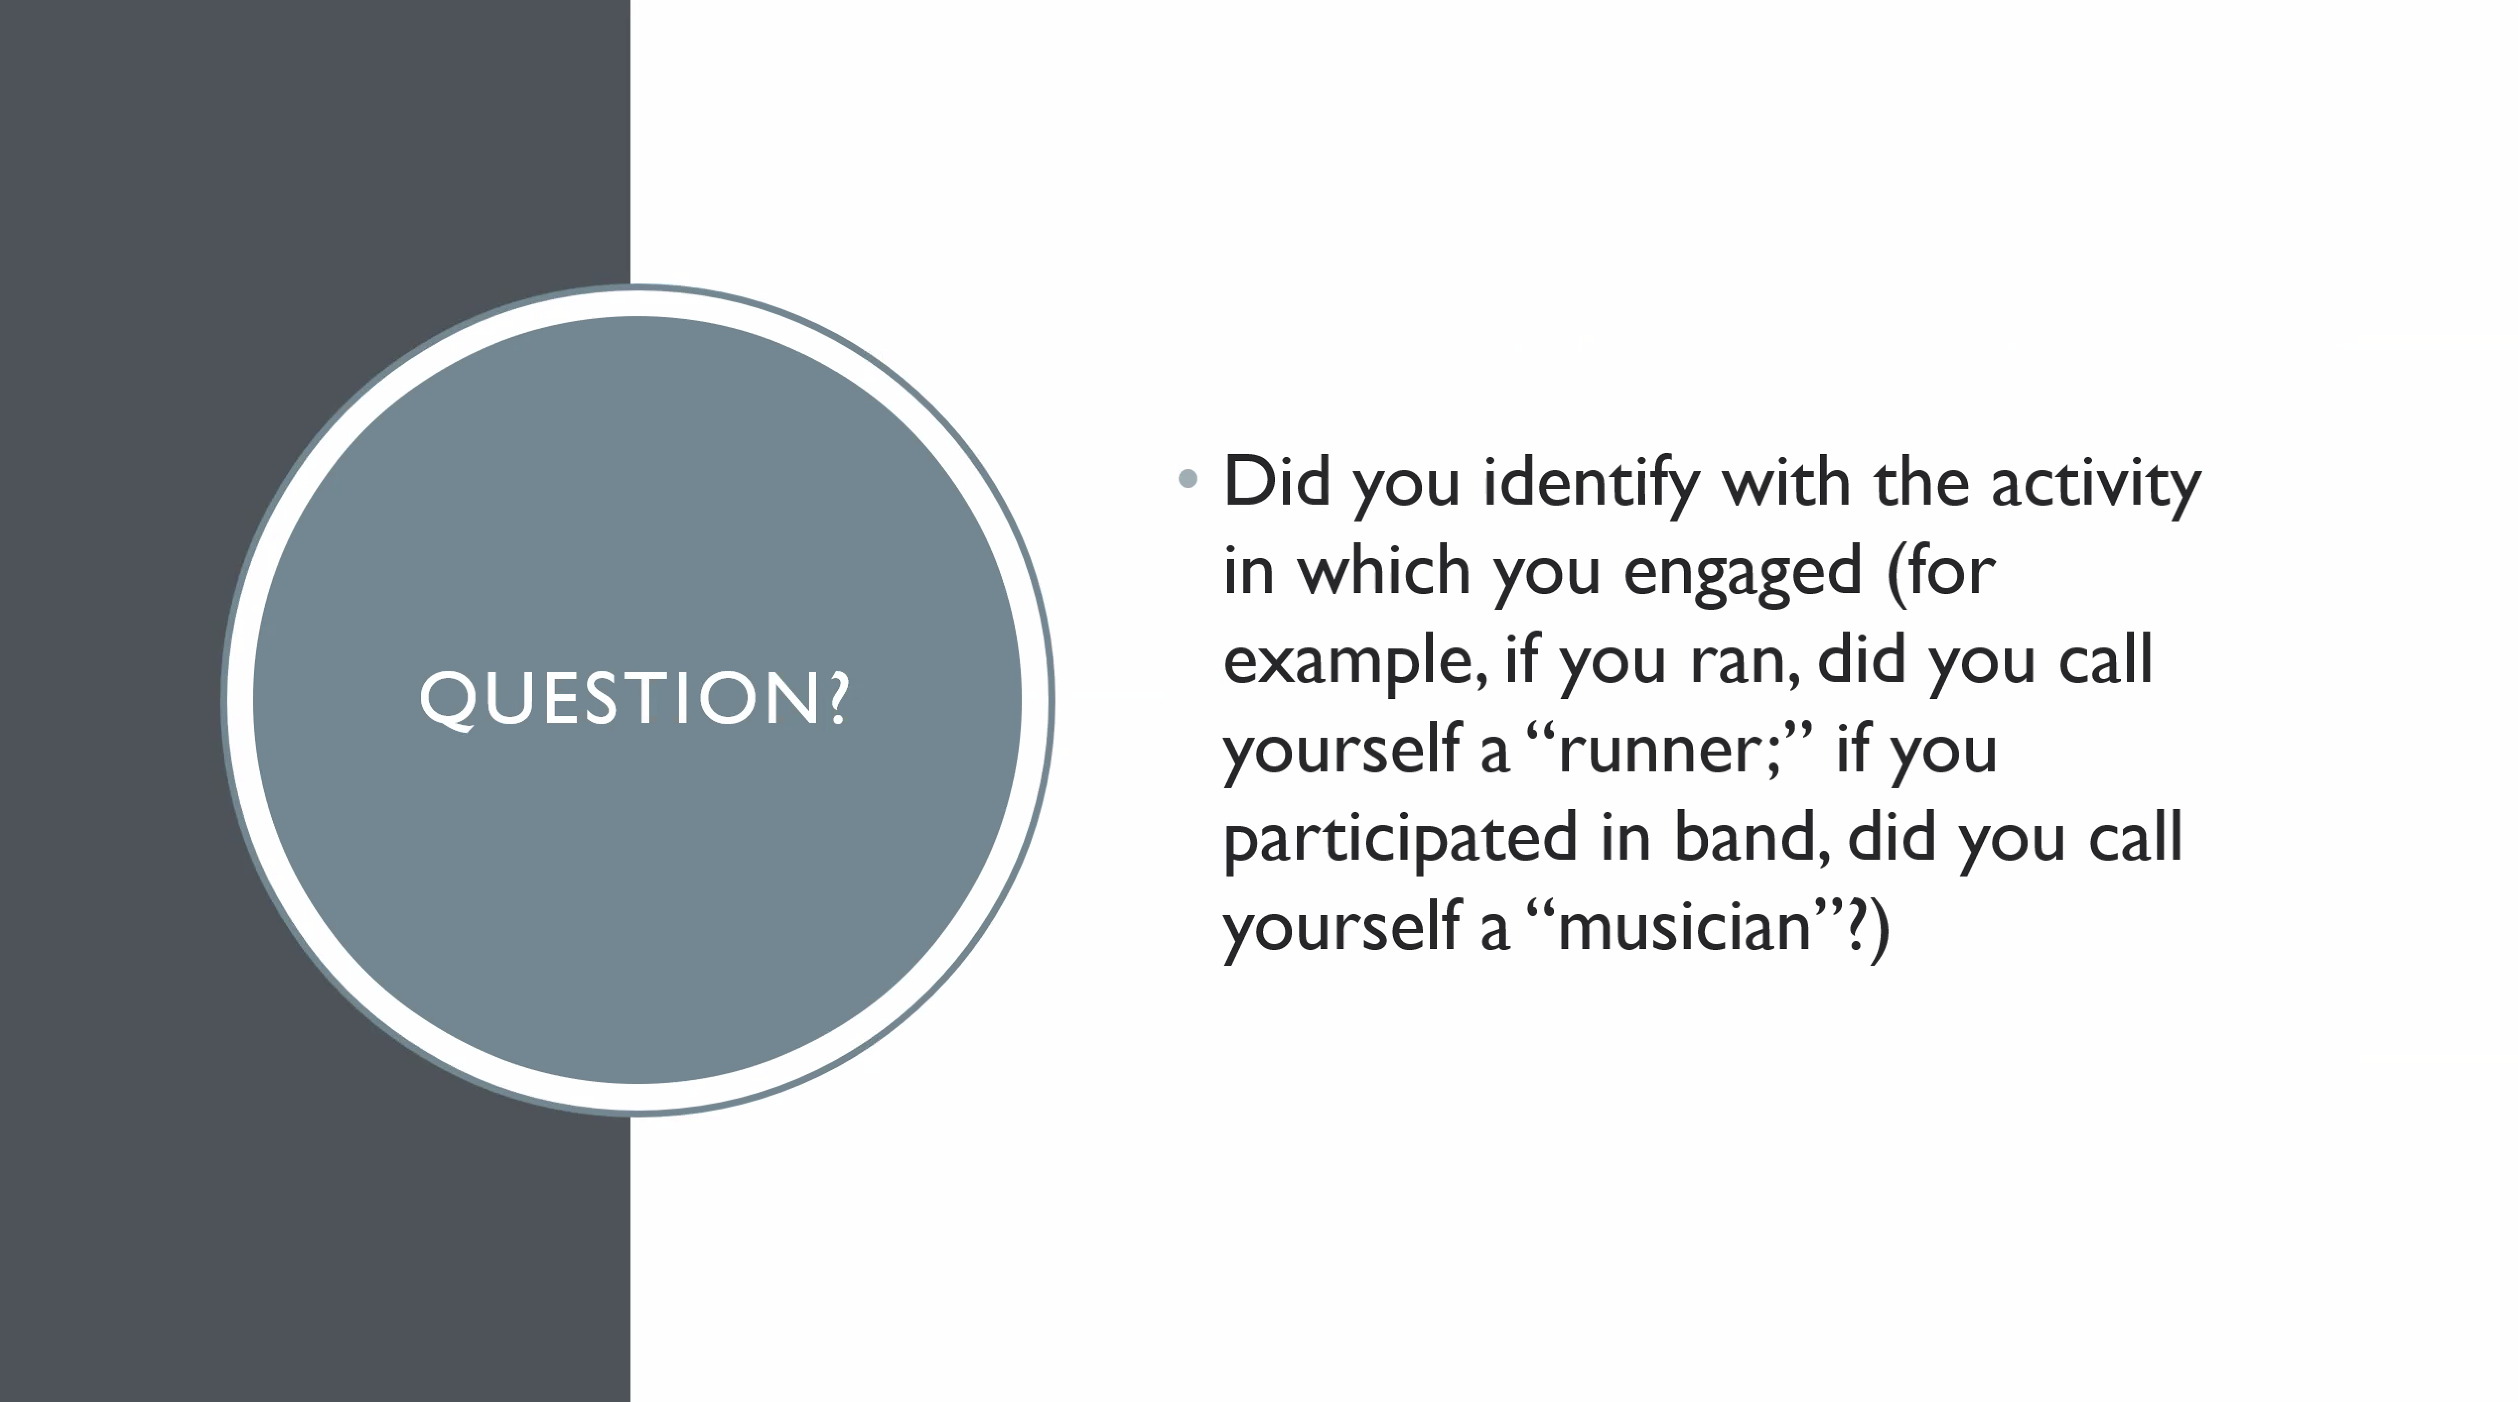 QUESTION?
• Did you identify with the activity
in which you engaged (for
example, if you ran, did you call
yourself a “runner;” if you
participated in band, did you call
yourself a “musician”?)